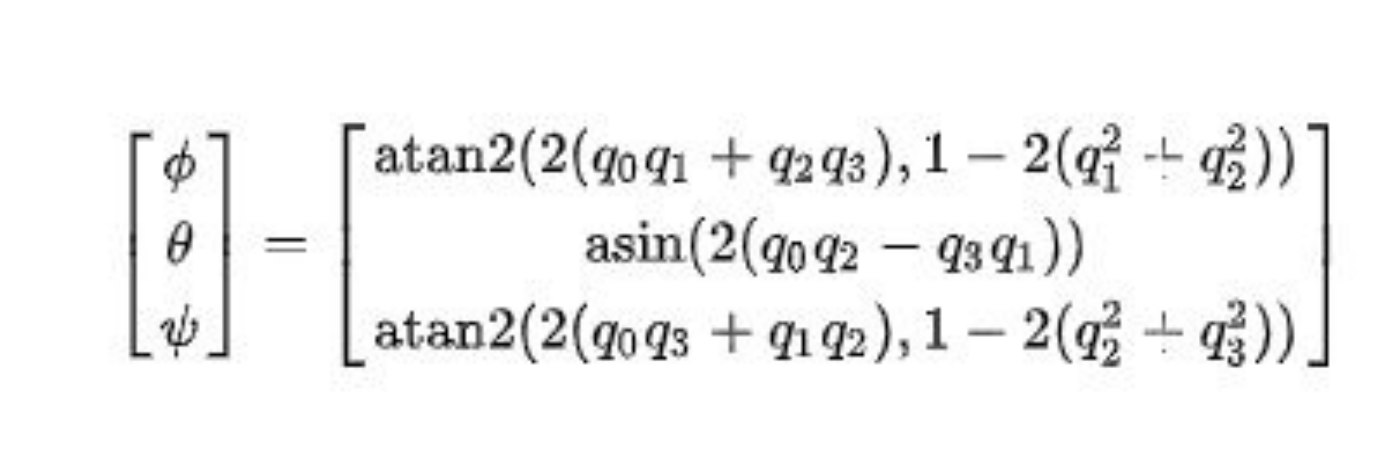 [ϕ θ ψ] = [atan2(2(q₀q₁ + q₂q₃), 1 − 2(q₁² + q₂²))
asin(2(q₀q₂ − q₃q₁))
atan2(2(q₀q₃ + q₁q₂), 1 − 2(q₂² + q₃²))]